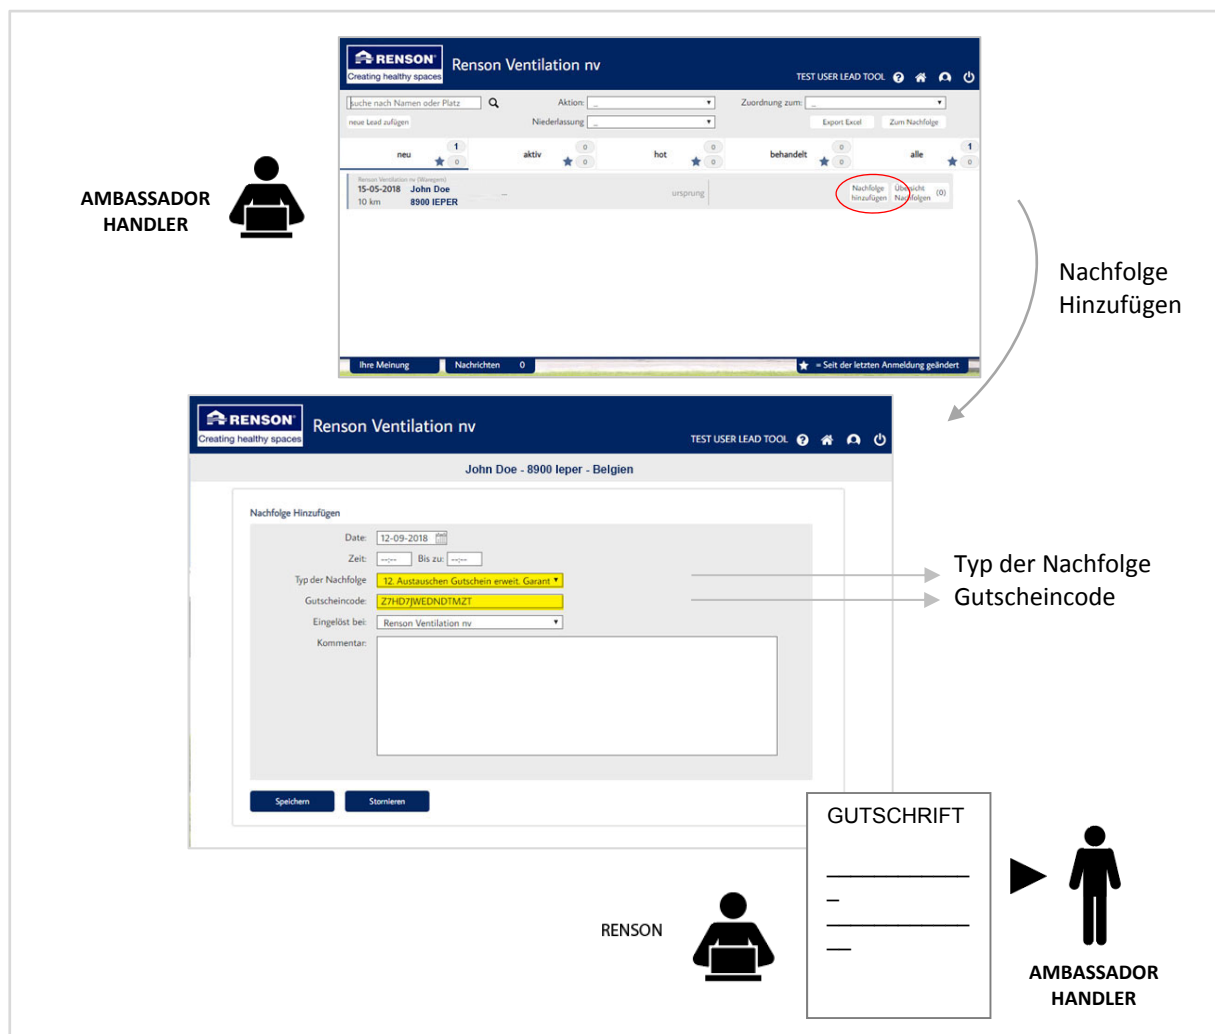 RENSON
Creating healthy spaces
Renson Ventilation nv
TEST USER LEAD TOOL
suche nach Namen oder Platz
Aktion: _
Zuordnung zum: _
neue Lead zufügen
Niederlassung _
Export Excel
Zum Nachfolge
neu 1 0
aktiv 0 0
hot 0 0
behandelt 0 0
alle 1 0
Renson Ventilation nv (Waregem)
15-05-2018 John Doe _
10 km 8900 IEPER
ursprung
Nachfolge hinzufügen
Übersicht Nachfolgen (0)
Ihre Meinung
Nachrichten 0
= Seit der letzten Anmeldung geändert
AMBASSADOR
HANDLER
Nachfolge
Hinzufügen
RENSON
Creating healthy spaces
Renson Ventilation nv
TEST USER LEAD TOOL
John Doe - 8900 Ieper - Belgien
Nachfolge Hinzufügen
Date: 12-09-2018
Zeit: --:-- Bis zu: --:--
Typ der Nachfolge 12. Austauschen Gutschein erweit. Garant
Gutscheincode: Z7HD7JWEDNDTMZT
Eingelöst bei: Renson Ventilation nv
Kommentar:
Speichern
Stornieren
Typ der Nachfolge
Gutscheincode
GUTSCHRIFT
RENSON
AMBASSADOR
HANDLER